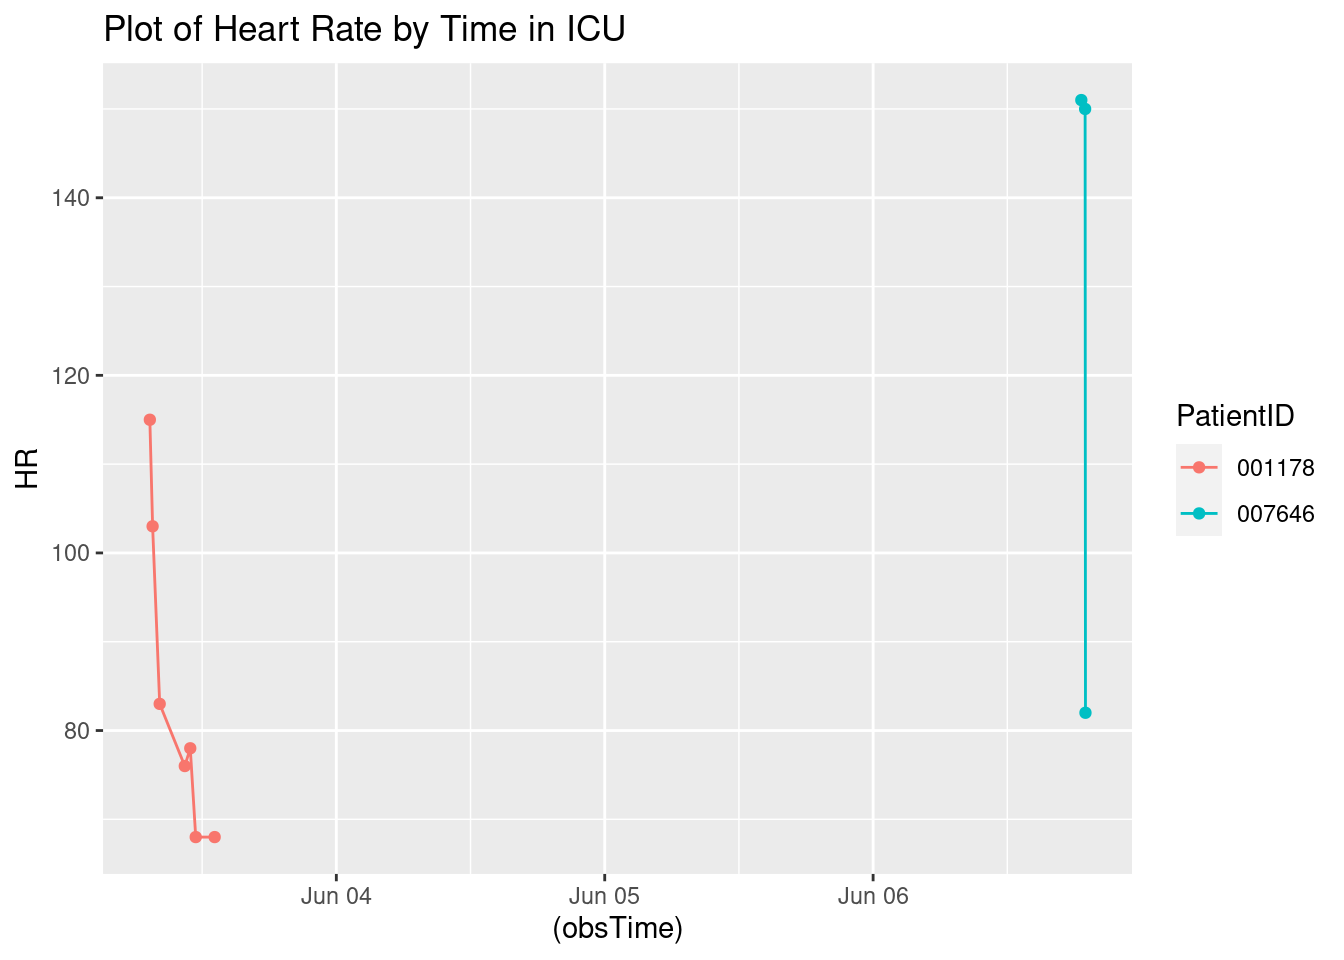 Plot of Heart Rate by Time in ICU
HR
140
120
100
80
Jun 04
Jun 05
Jun 06
(obsTime)
PatientID
001178
007646